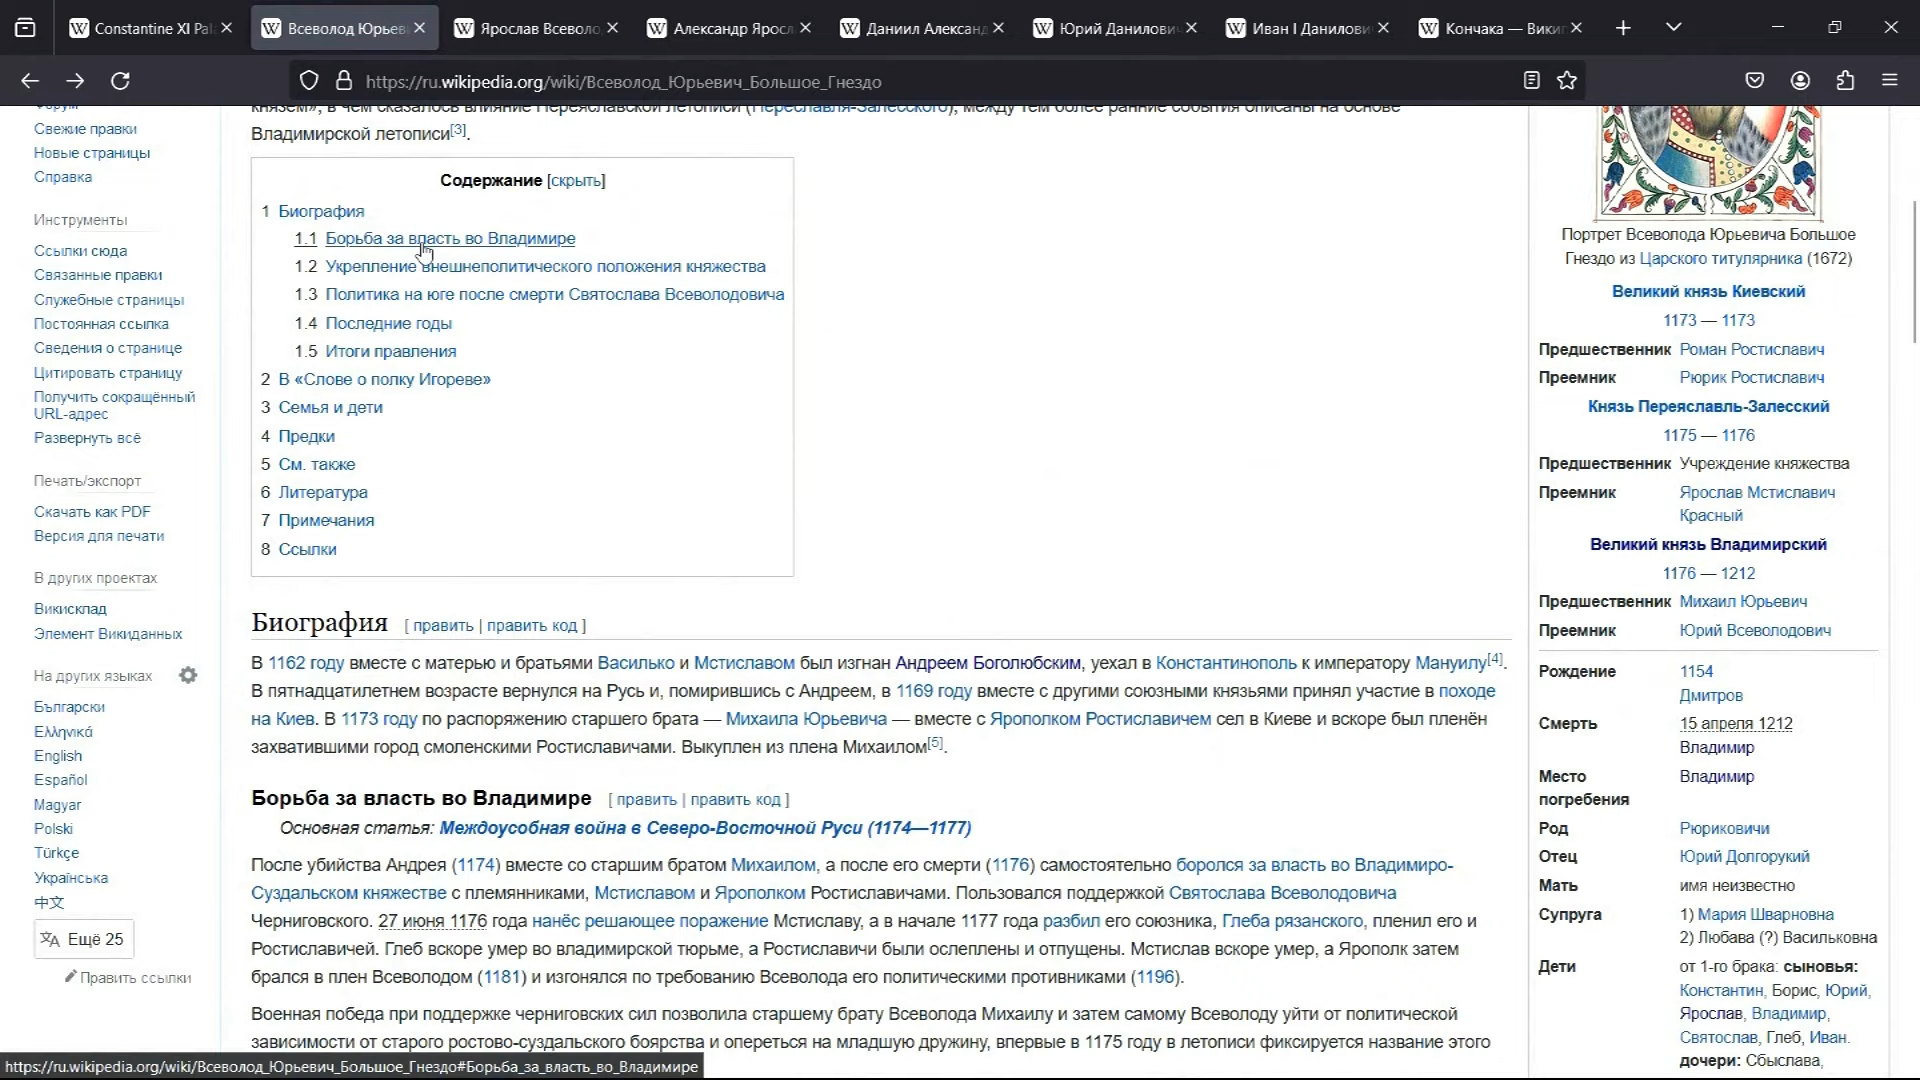 Constantine XI Pal
Всеволод Юрьев
Ярослав Всеволо
Александр Яросл
Даниил Александ
Юрий Данилови
Иван I Данилови
Кончака — Викип
https://ru.wikipedia.org/wiki/Всеволод_Юрьевич_Большое_Гнездо
Форум
Свежие правки
Новые страницы
Справка
Инструменты
Ссылки сюда
Связанные правки
Служебные страницы
Постоянная ссылка
Сведения о странице
Цитировать страницу
Получить сокращённый
URL-адрес
Развернуть всё
Печать/экспорт
Скачать как PDF
Версия для печати
В других проектах
Викисклад
Элемент Викиданных
На других языках
Български
Ελληνικά
English
Español
Magyar
Polski
Türkçe
Українська
中文
Ещё 25
Править ссылки
князем», в чём сказалось влияние Переяславской летописи (Переславля-Залесского), между тем более ранние события описаны на основе
Владимирской летописи[3].
Содержание [скрыть]
1 Биография
1.1 Борьба за власть во Владимире
1.2 Укрепление внешнеполитического положения княжества
1.3 Политика на юге после смерти Святослава Всеволодовича
1.4 Последние годы
1.5 Итоги правления
2 В «Слове о полку Игореве»
3 Семья и дети
4 Предки
5 См. также
6 Литература
7 Примечания
8 Ссылки
Биография [ править | править код ]
В 1162 году вместе с матерью и братьями Василько и Мстиславом был изгнан Андреем Боголюбским, уехал в Константинополь к императору Мануилу[4].
В пятнадцатилетнем возрасте вернулся на Русь и, помирившись с Андреем, в 1169 году вместе с другими союзными князьями принял участие в походе
на Киев. В 1173 году по распоряжению старшего брата — Михаила Юрьевича — вместе с Ярополком Ростиславичем сел в Киеве и вскоре был пленён
захватившими город смоленскими Ростиславичами. Выкуплен из плена Михаилом[5].
Борьба за власть во Владимире [ править | править код ]
Основная статья: Междоусобная война в Северо-Восточной Руси (1174—1177)
После убийства Андрея (1174) вместе со старшим братом Михаилом, а после его смерти (1176) самостоятельно боролся за власть во Владимиро-
Суздальском княжестве с племянниками, Мстиславом и Ярополком Ростиславичами. Пользовался поддержкой Святослава Всеволодовича
Черниговского. 27 июня 1176 года нанёс решающее поражение Мстиславу, а в начале 1177 года разбил его союзника, Глеба рязанского, пленил его и
Ростиславичей. Глеб вскоре умер во владимирской тюрьме, а Ростиславичи были ослеплены и отпущены. Мстислав вскоре умер, а Ярополк затем
брался в плен Всеволодом (1181) и изгонялся по требованию Всеволода его политическими противниками (1196).
Военная победа при поддержке черниговских сил позволила старшему брату Всеволода Михаилу и затем самому Всеволоду уйти от политической
зависимости от старого ростово-суздальского боярства и опереться на младшую дружину, впервые в 1175 году в летописи фиксируется название этого
Портрет Всеволода Юрьевича Большое
Гнездо из Царского титулярника (1672)
Великий князь Киевский
1173 — 1173
Предшественник Роман Ростиславич
Преемник Рюрик Ростиславич
Князь Переяславль-Залесский
1175 — 1176
Предшественник Учреждение княжества
Преемник Ярослав Мстиславич
Красный
Великий князь Владимирский
1176 — 1212
Предшественник Михаил Юрьевич
Преемник Юрий Всеволодович
Рождение 1154
Дмитров
Смерть 15 апреля 1212
Владимир
Место Владимир
погребения
Род Рюриковичи
Отец Юрий Долгорукий
Мать имя неизвестно
Супруга 1) Мария Шварновна
2) Любава (?) Васильковна
Дети от 1-го брака: сыновья:
Константин, Борис, Юрий,
Ярослав, Владимир,
Святослав, Глеб, Иван.
дочери: Сбыслава,
https://ru.wikipedia.org/wiki/Всеволод_Юрьевич_Большое_Гнездо#Борьба_за_власть_во_Владимире